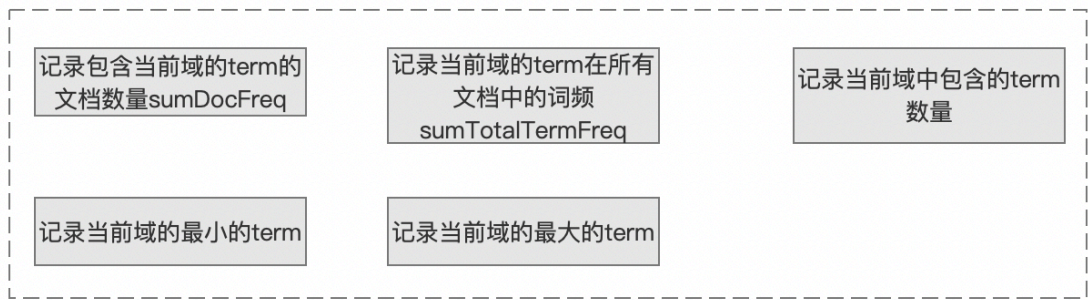 记录包含当前域的term的
文档数量sumDocFreq
记录当前域的term在所有
文档中的词频
sumTotalTermFreq
记录当前域中包含的term
数量
记录当前域的最小的term
记录当前域的最大的term